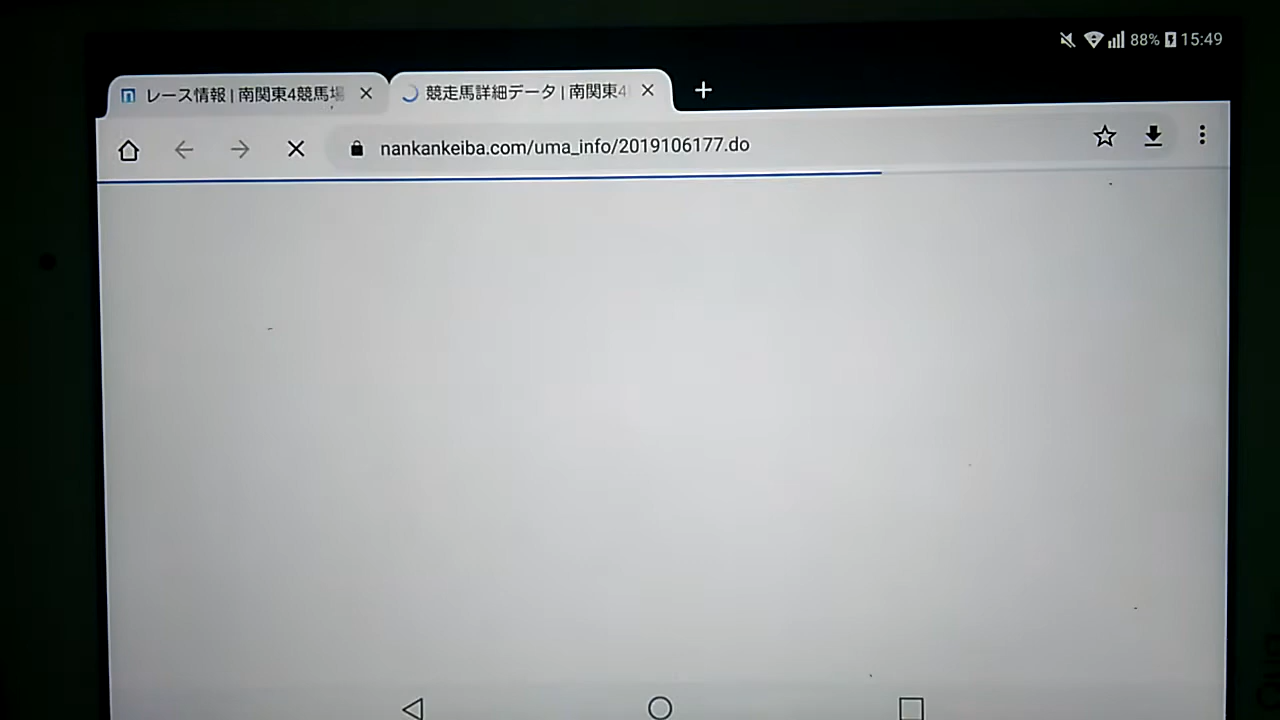 88% 15:49
レース情報 | 南関東4競馬場
競走馬詳細データ | 南関東4
nankankeiba.com/uma_info/2019106177.do